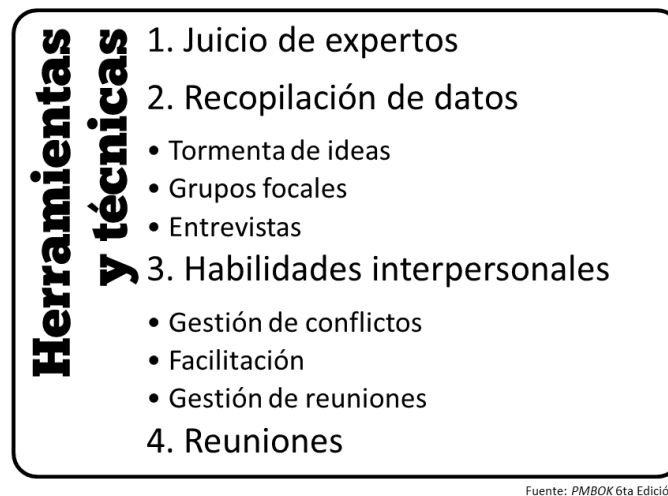 Herramientas
y técnicas
1. Juicio de expertos
2. Recopilación de datos
• Tormenta de ideas
• Grupos focales
• Entrevistas
3. Habilidades interpersonales
• Gestión de conflictos
• Facilitación
• Gestión de reuniones
4. Reuniones
Fuente: PMBOK 6ta Edició